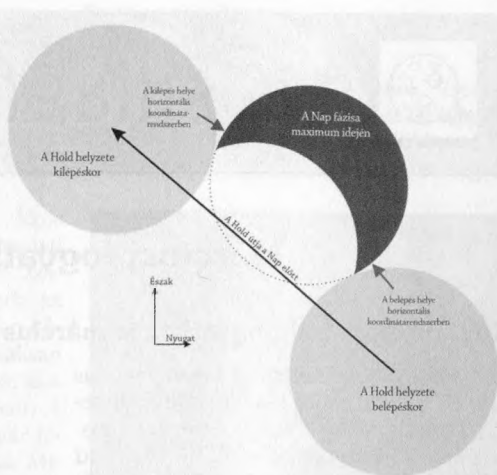 A kilépés helye
horizontális
koordináta-
rendszerben
A Nap fázisa
maximum idején
A Hold helyzete
kilépéskor
A Hold útja a Nap előtt
Észak
Nyugat
A belépés helye
horizontális
koordinátarendszerben
A Hold helyzete
belépéskor